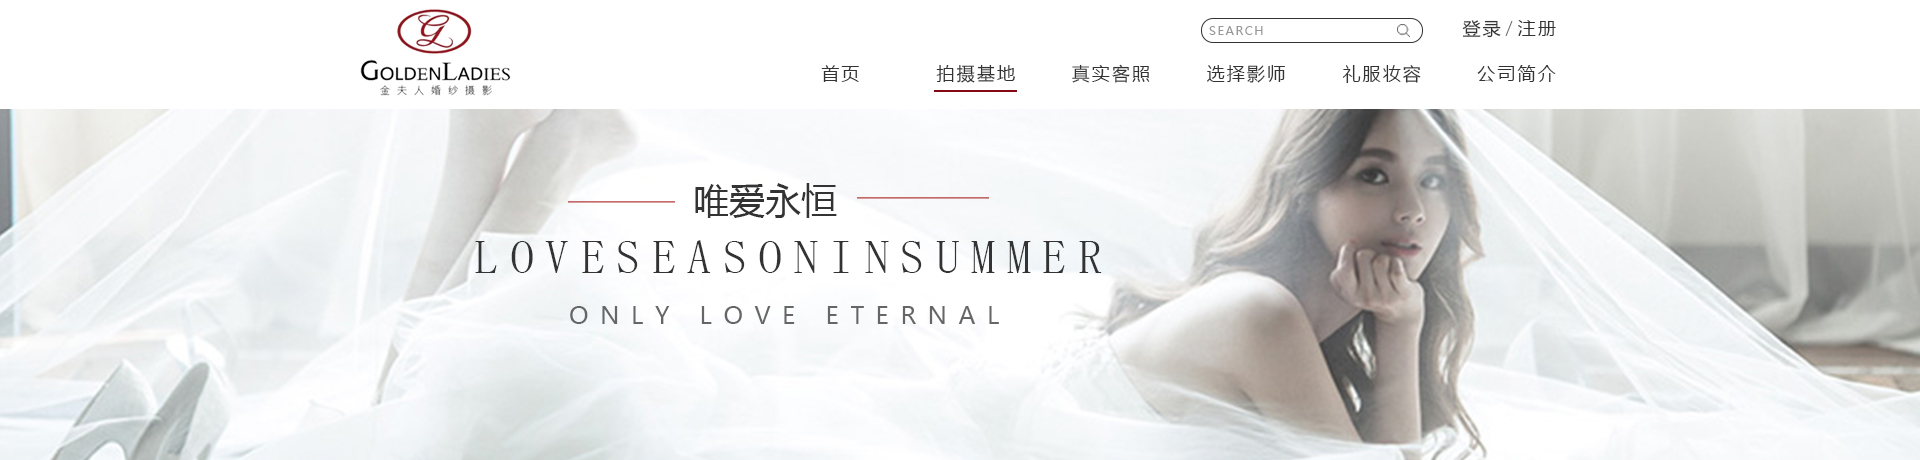 GOLDENLADIES
金夫人婚纱摄影
SEARCH
登录 / 注册
首页 拍摄基地 真实客照 选择影师 礼服妆容 公司简介
唯爱永恒
LOVESEASONINSUMMER
ONLY LOVE ETERNAL